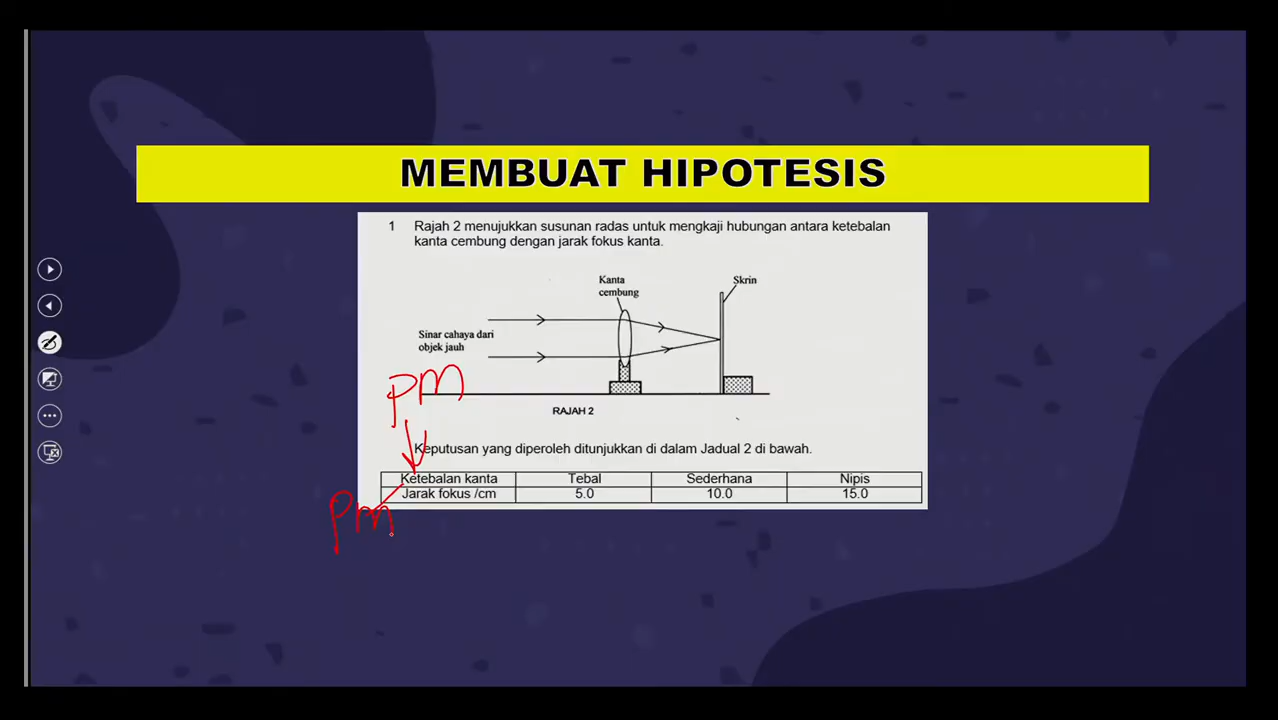 MEMBUAT HIPOTESIS
1 Rajah 2 menujukkan susunan radas untuk mengkaji hubungan antara ketebalan
kanta cembung dengan jarak fokus kanta.
Kanta
cembung
Skrin
Sinar cahaya dari
objek jauh
PM
RAJAH 2
Keputusan yang diperoleh ditunjukkan di dalam Jadual 2 di bawah.
Ketebalan kanta Tebal Sederhana Nipis
Jarak fokus /cm 5.0 10.0 15.0
Pm